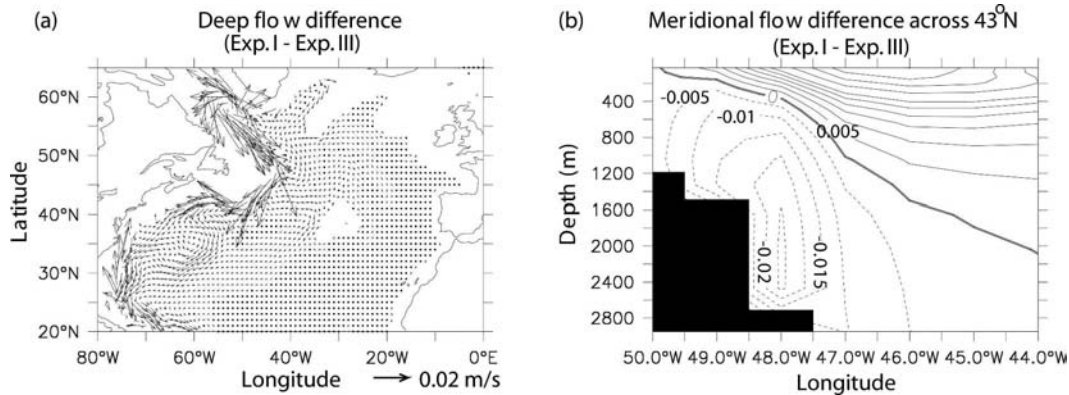 (a) Deep flow difference
(Exp. I - Exp. III)
60°N
50°N
40°N
30°N
20°N
Latitude
80°W 60°W 40°W 20°W 0°E
Longitude
0.02 m/s
(b) Meridional flow difference across 43°N
(Exp. I - Exp. III)
400
800
1200
1600
2000
2400
2800
Depth (m)
-0.005
-0.01
0
0.005
-0.02
-0.015
50.0°W 49.0°W 48.0°W 47.0°W 46.0°W 45.0°W 44.0°W
Longitude